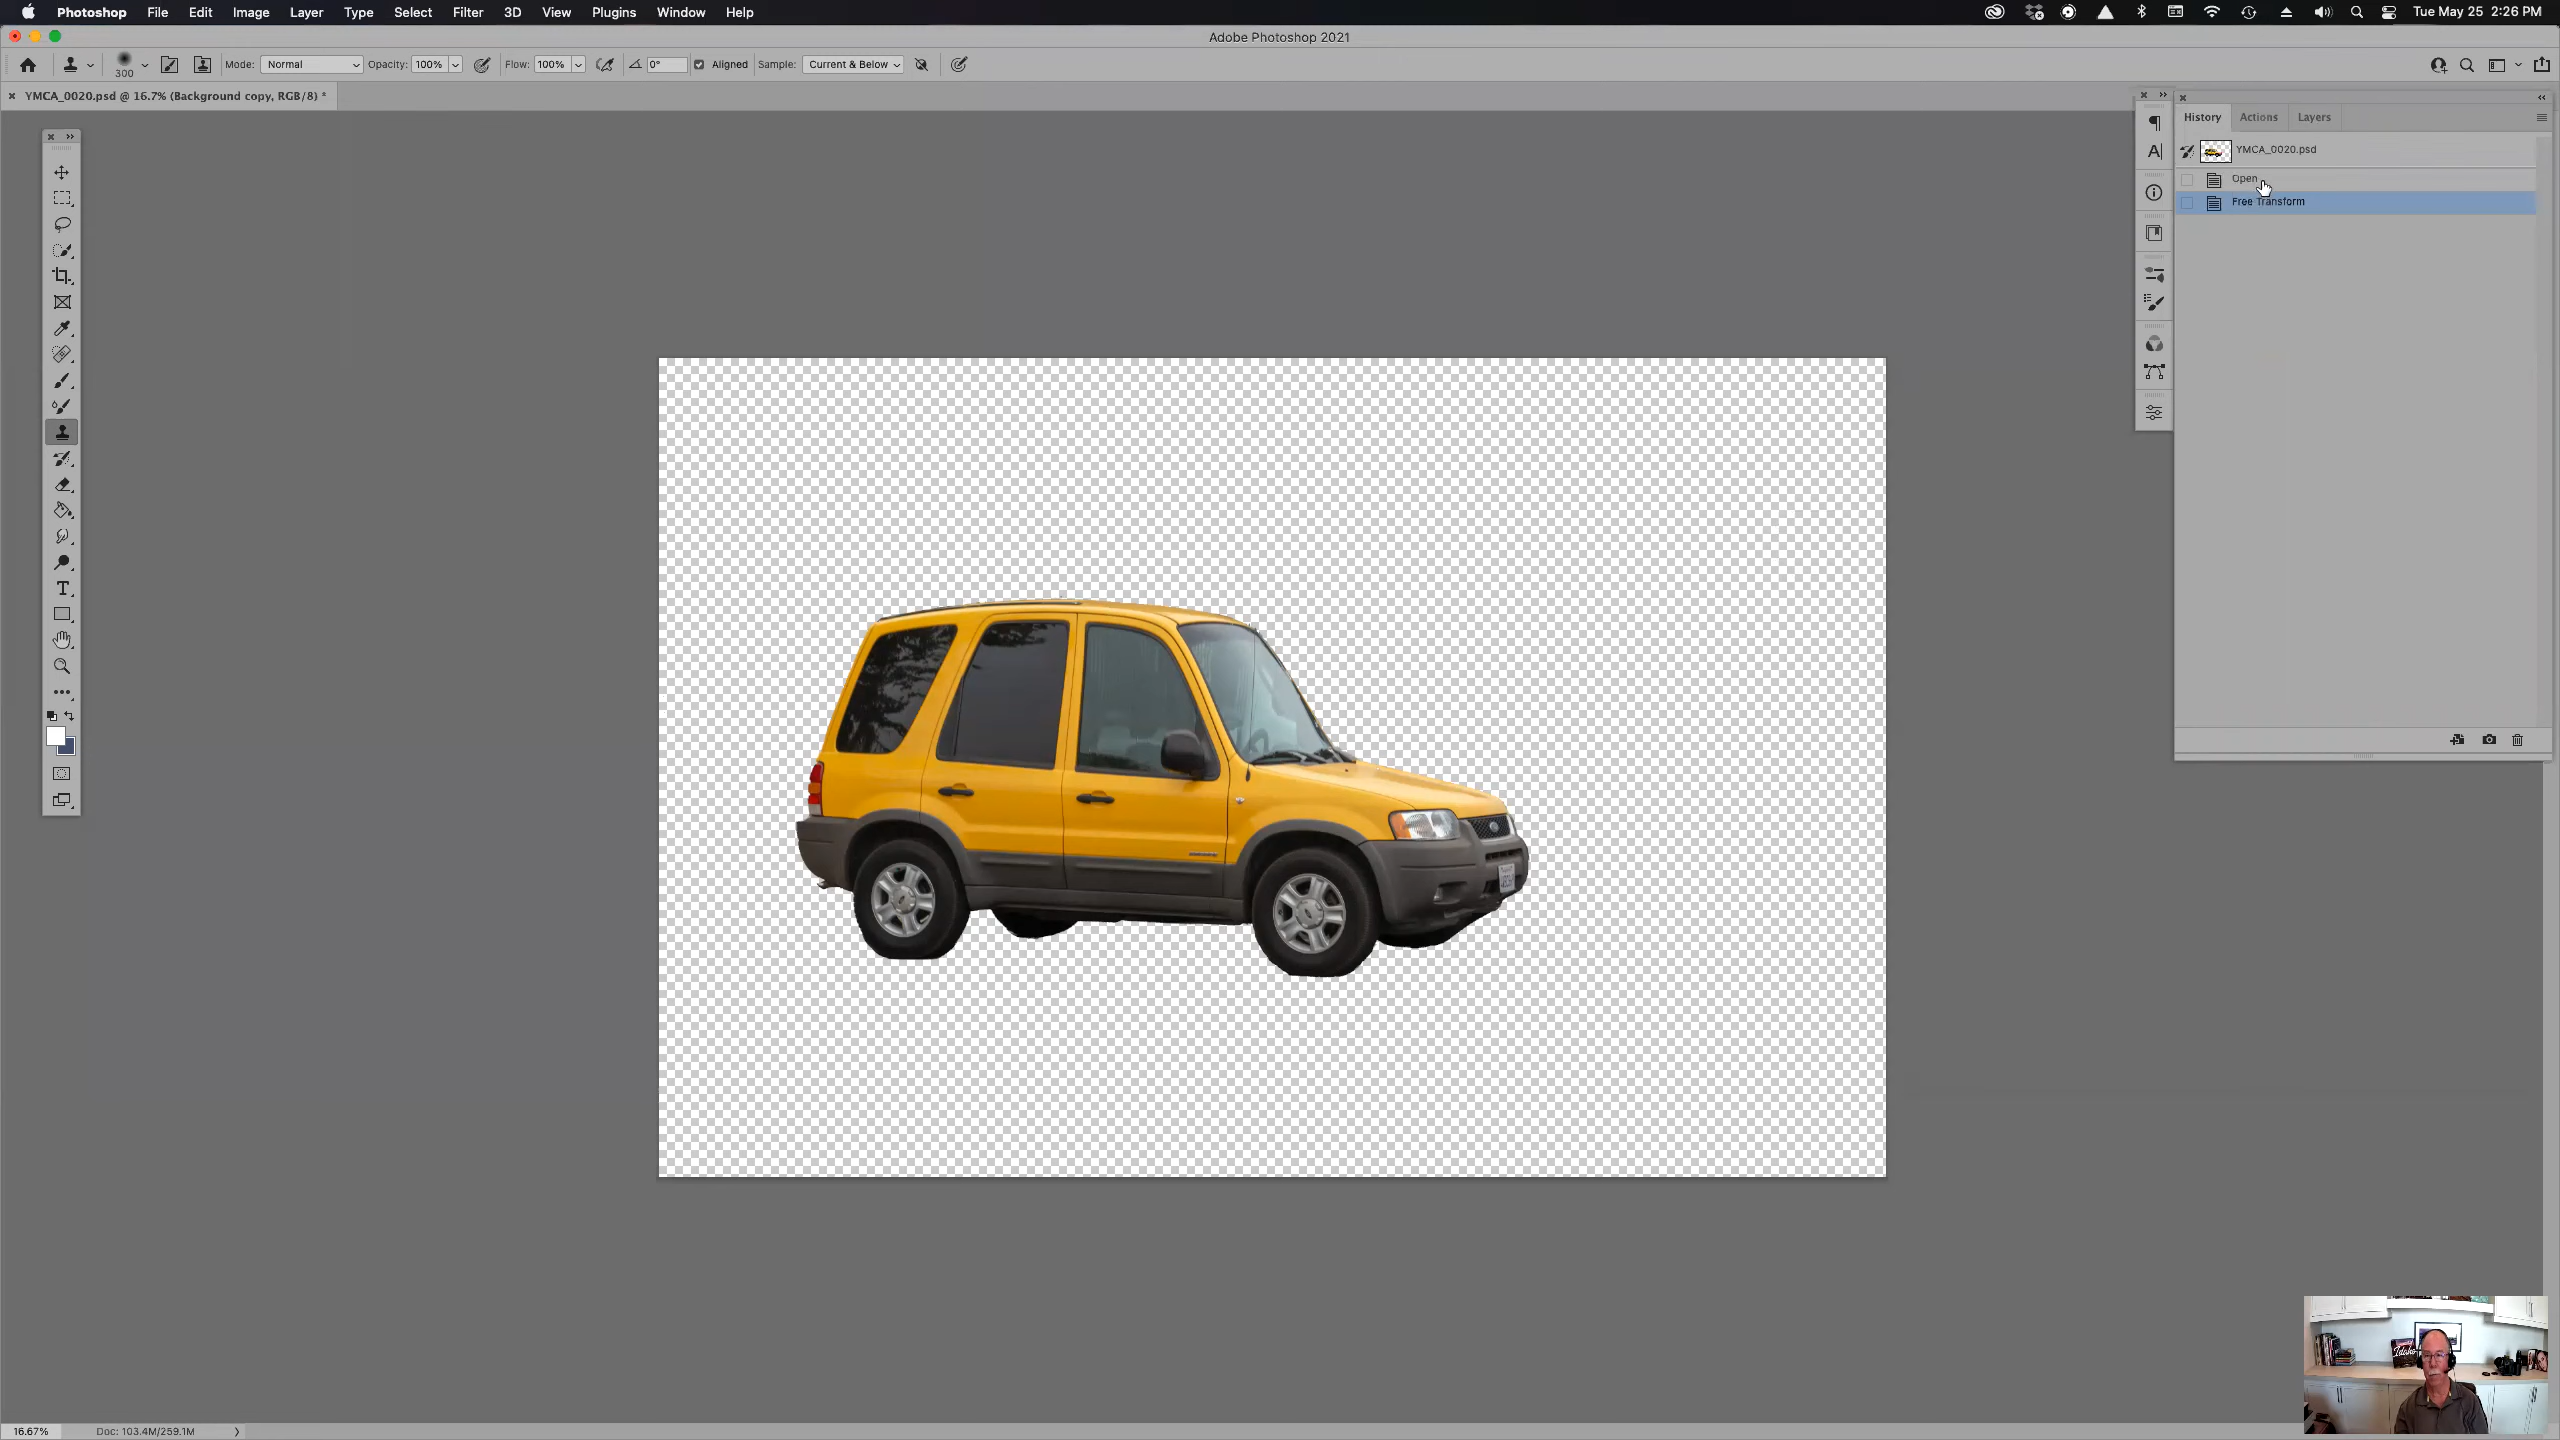 Photoshop File Edit Image Layer Type Select Filter 3D View Plugins Window Help Tue May 25 2:26 PM
Adobe Photoshop 2021
300 Mode: Normal Opacity: 100% Flow: 100% 0° Aligned Sample: Current & Below
YMCA_0020.psd @ 16.7% (Background copy, RGB/8) *
History Actions Layers
YMCA_0020.psd
Open
Free Transform
Idaho
16.67% Doc: 103.4M/259.1M